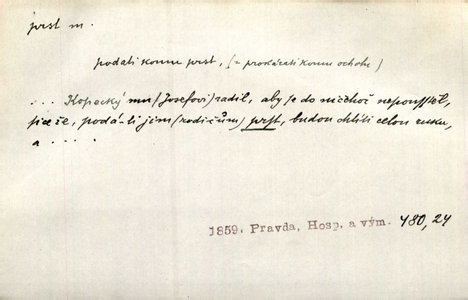 prst m.
podati komu prst, (= prokázati komu ochotu)
... Kopecký mu (Josefovi) radil, aby se do ničehož nepouštěl,
sice že, podá-li jim (rodičům) prst, budou chtíti celou ruku,
a ....
1859. Pravda, Hosp. a vým. 480,24